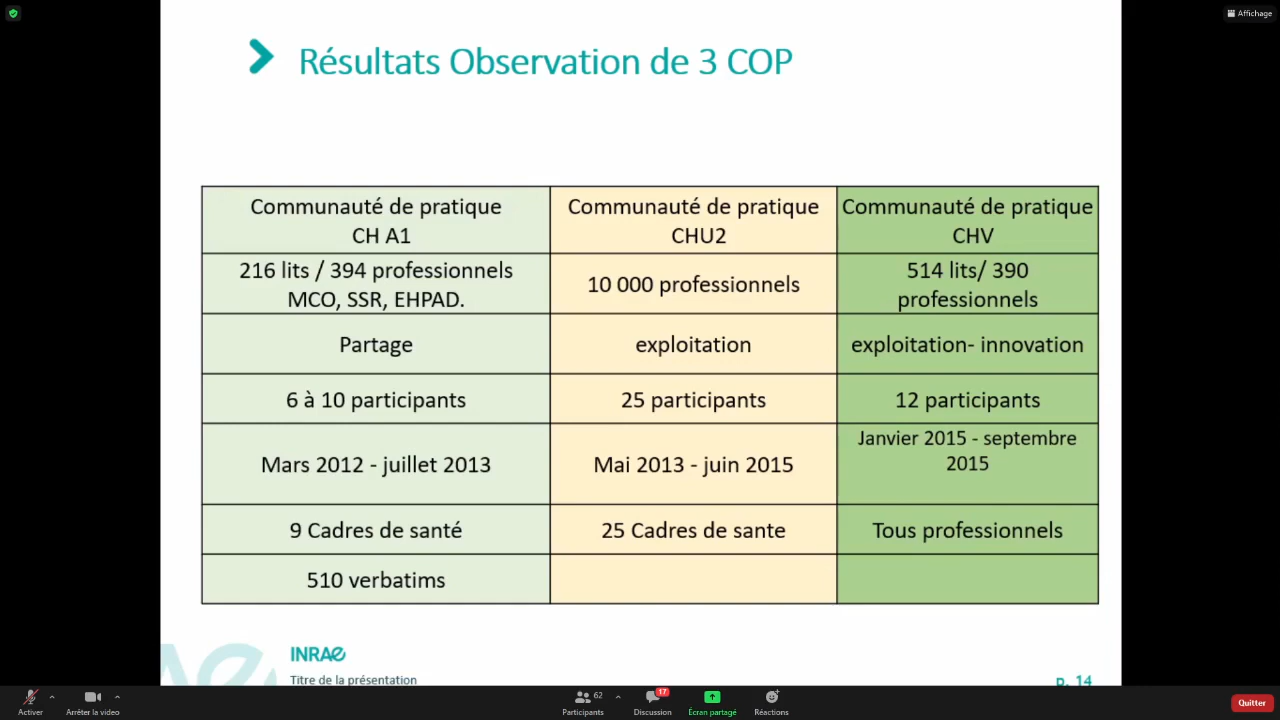 Affichage
Résultats Observation de 3 COP
Communauté de pratique
CH A1
Communauté de pratique
CHU2
Communauté de pratique
CHV
216 lits / 394 professionnels
MCO, SSR, EHPAD.
10 000 professionnels
514 lits/ 390
professionnels
Partage
exploitation
exploitation- innovation
6 à 10 participants
25 participants
12 participants
Mars 2012 - juillet 2013
Mai 2013 - juin 2015
Janvier 2015 - septembre
2015
9 Cadres de santé
25 Cadres de sante
Tous professionnels
510 verbatims
INRAE
Titre de la présentation
p. 14
Activer
Arrêter la video
62
Participants
17
Discussion
Écran partagé
Réactions
Quitter